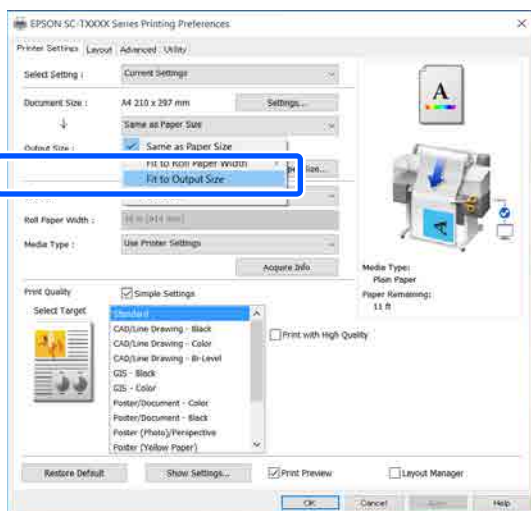 EPSON SC-TXXXX Series Printing Preferences
Printer Settings Layout Advanced Utility
Select Setting : Current Settings
Document Size : A4 210 x 297 mm Settings...
Same as Paper Size
Output Size : Same as Paper Size
Fit to Roll Paper Width
Fit to Output Size
Roll Paper Width :
Media Type : Use Printer Settings
Acquire Info
Media Type:
Plain Paper
Paper Remaining:
11 ft
Print Quality Simple Settings
Select Target
Standard
CAD/Line Drawing - Black
CAD/Line Drawing - Color
CAD/Line Drawing - Bi-Level
GIS - Black
GIS - Color
Poster/Document - Color
Poster/Document - Black
Poster (Photo)/Perspective
Poster (Yellow Paper)
Print with High Quality
Restore Default Show Settings... Print Preview Layout Manager
OK Cancel Apply Help
A
A